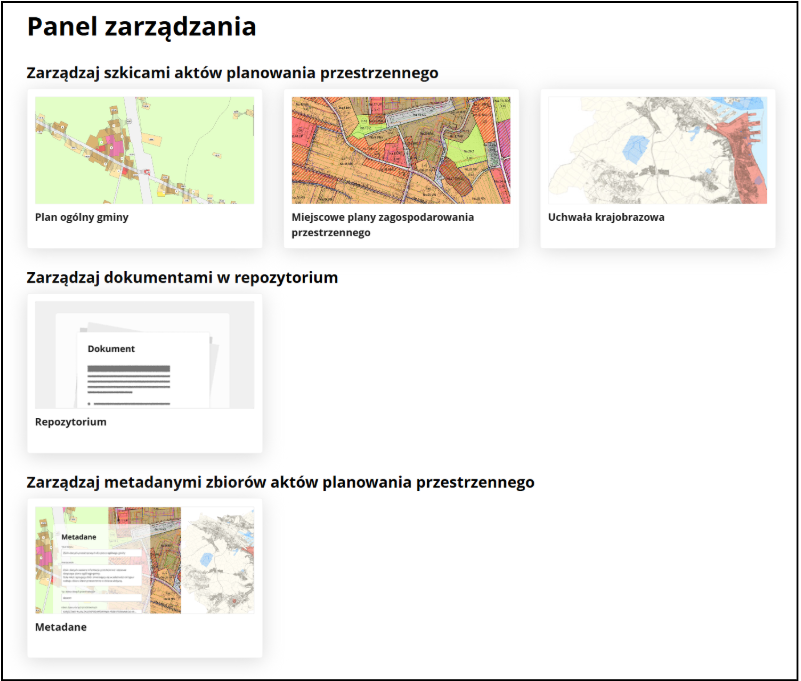 Panel zarządzania
Zarządzaj szkicami aktów planowania przestrzennego
Plan ogólny gminy
Miejscowe plany zagospodarowania
przestrzennego
Uchwała krajobrazowa
Zarządzaj dokumentami w repozytorium
Dokument
Repozytorium
Zarządzaj metadanymi zbiorów aktów planowania przestrzennego
Metadane
Metadane